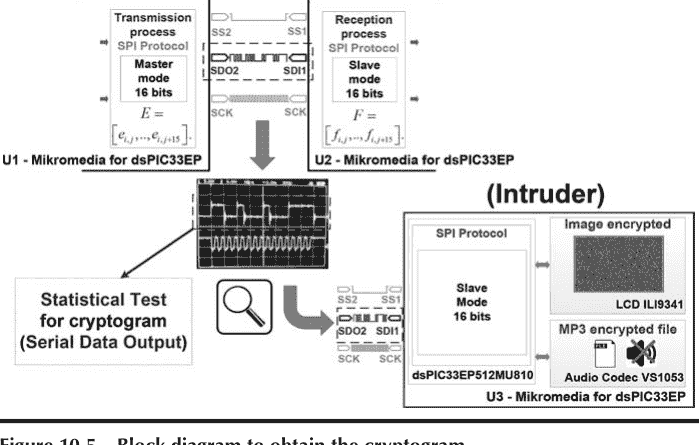 Transmission
process
SPI Protocol
Master
mode
16 bits
E =
[e_{i,j},..,e_{i,j+15}].
U1 - Mikromedia for dsPIC33EP
SS2 SS1
SDO2 SDI1
SCK SCK
Reception
process
SPI Protocol
Slave
mode
16 bits
F =
[f_{i,j},..,f_{i,j+15}].
U2 - Mikromedia for dsPIC33EP
Statistical Test
for cryptogram
(Serial Data Output)
SS2 SS1
SDO2 SDI1
SCK SCK
(Intruder)
SPI Protocol
Slave
Mode
16 bits
dsPIC33EP512MU810
Image encrypted
LCD ILI9341
MP3 encrypted file
Audio Codec VS1053
U3 - Mikromedia for dsPIC33EP
Figure 10.5 Block diagram to obtain the cryptogram